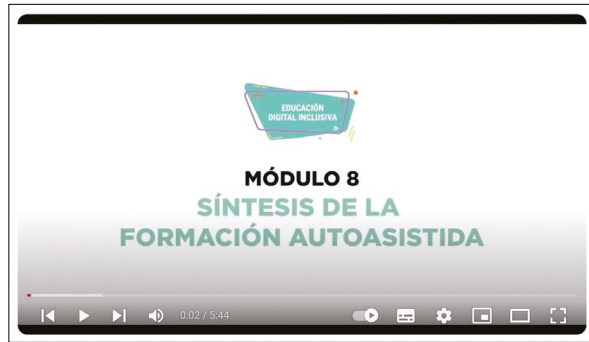 EDUCACIÓN
DIGITAL INCLUSIVA
MÓDULO 8
SÍNTESIS DE LA
FORMACIÓN AUTOASISTIDA
0:02 / 5:44